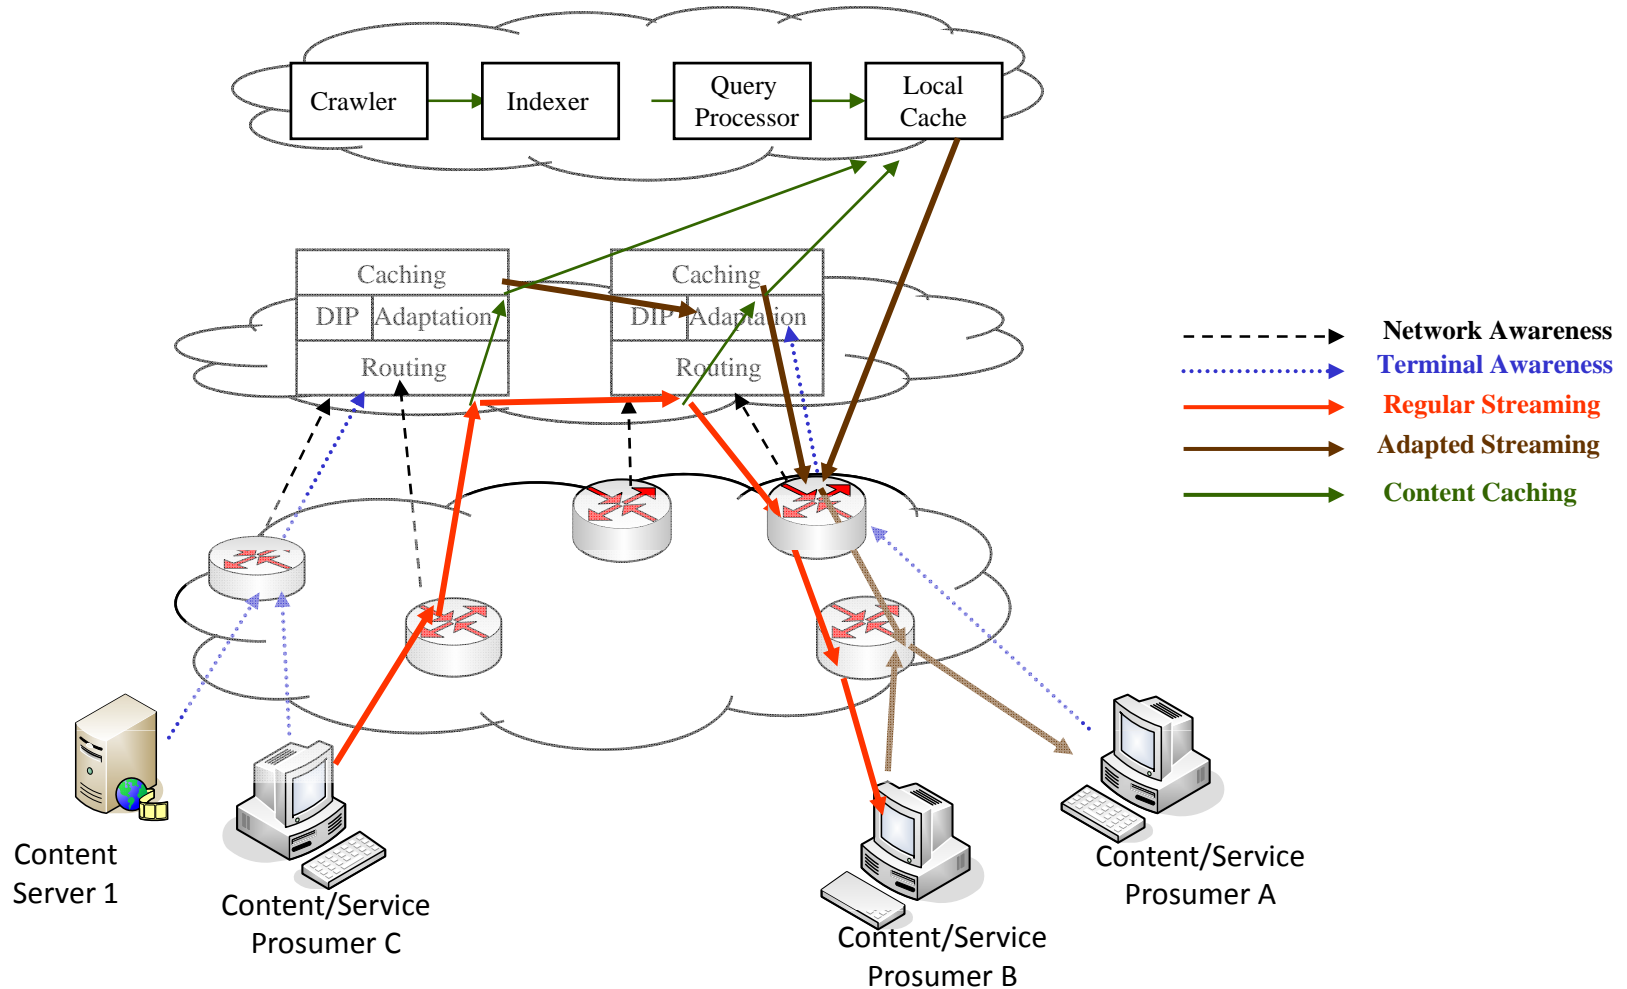 Crawler
Indexer
Query
Processor
Local
Cache
Caching
DIP
Adaptation
Routing
Caching
DIP
Adaptation
Routing
Network Awareness
Terminal Awareness
Regular Streaming
Adapted Streaming
Content Caching
Content
Server 1
Content/Service
Prosumer C
Content/Service
Prosumer B
Content/Service
Prosumer A